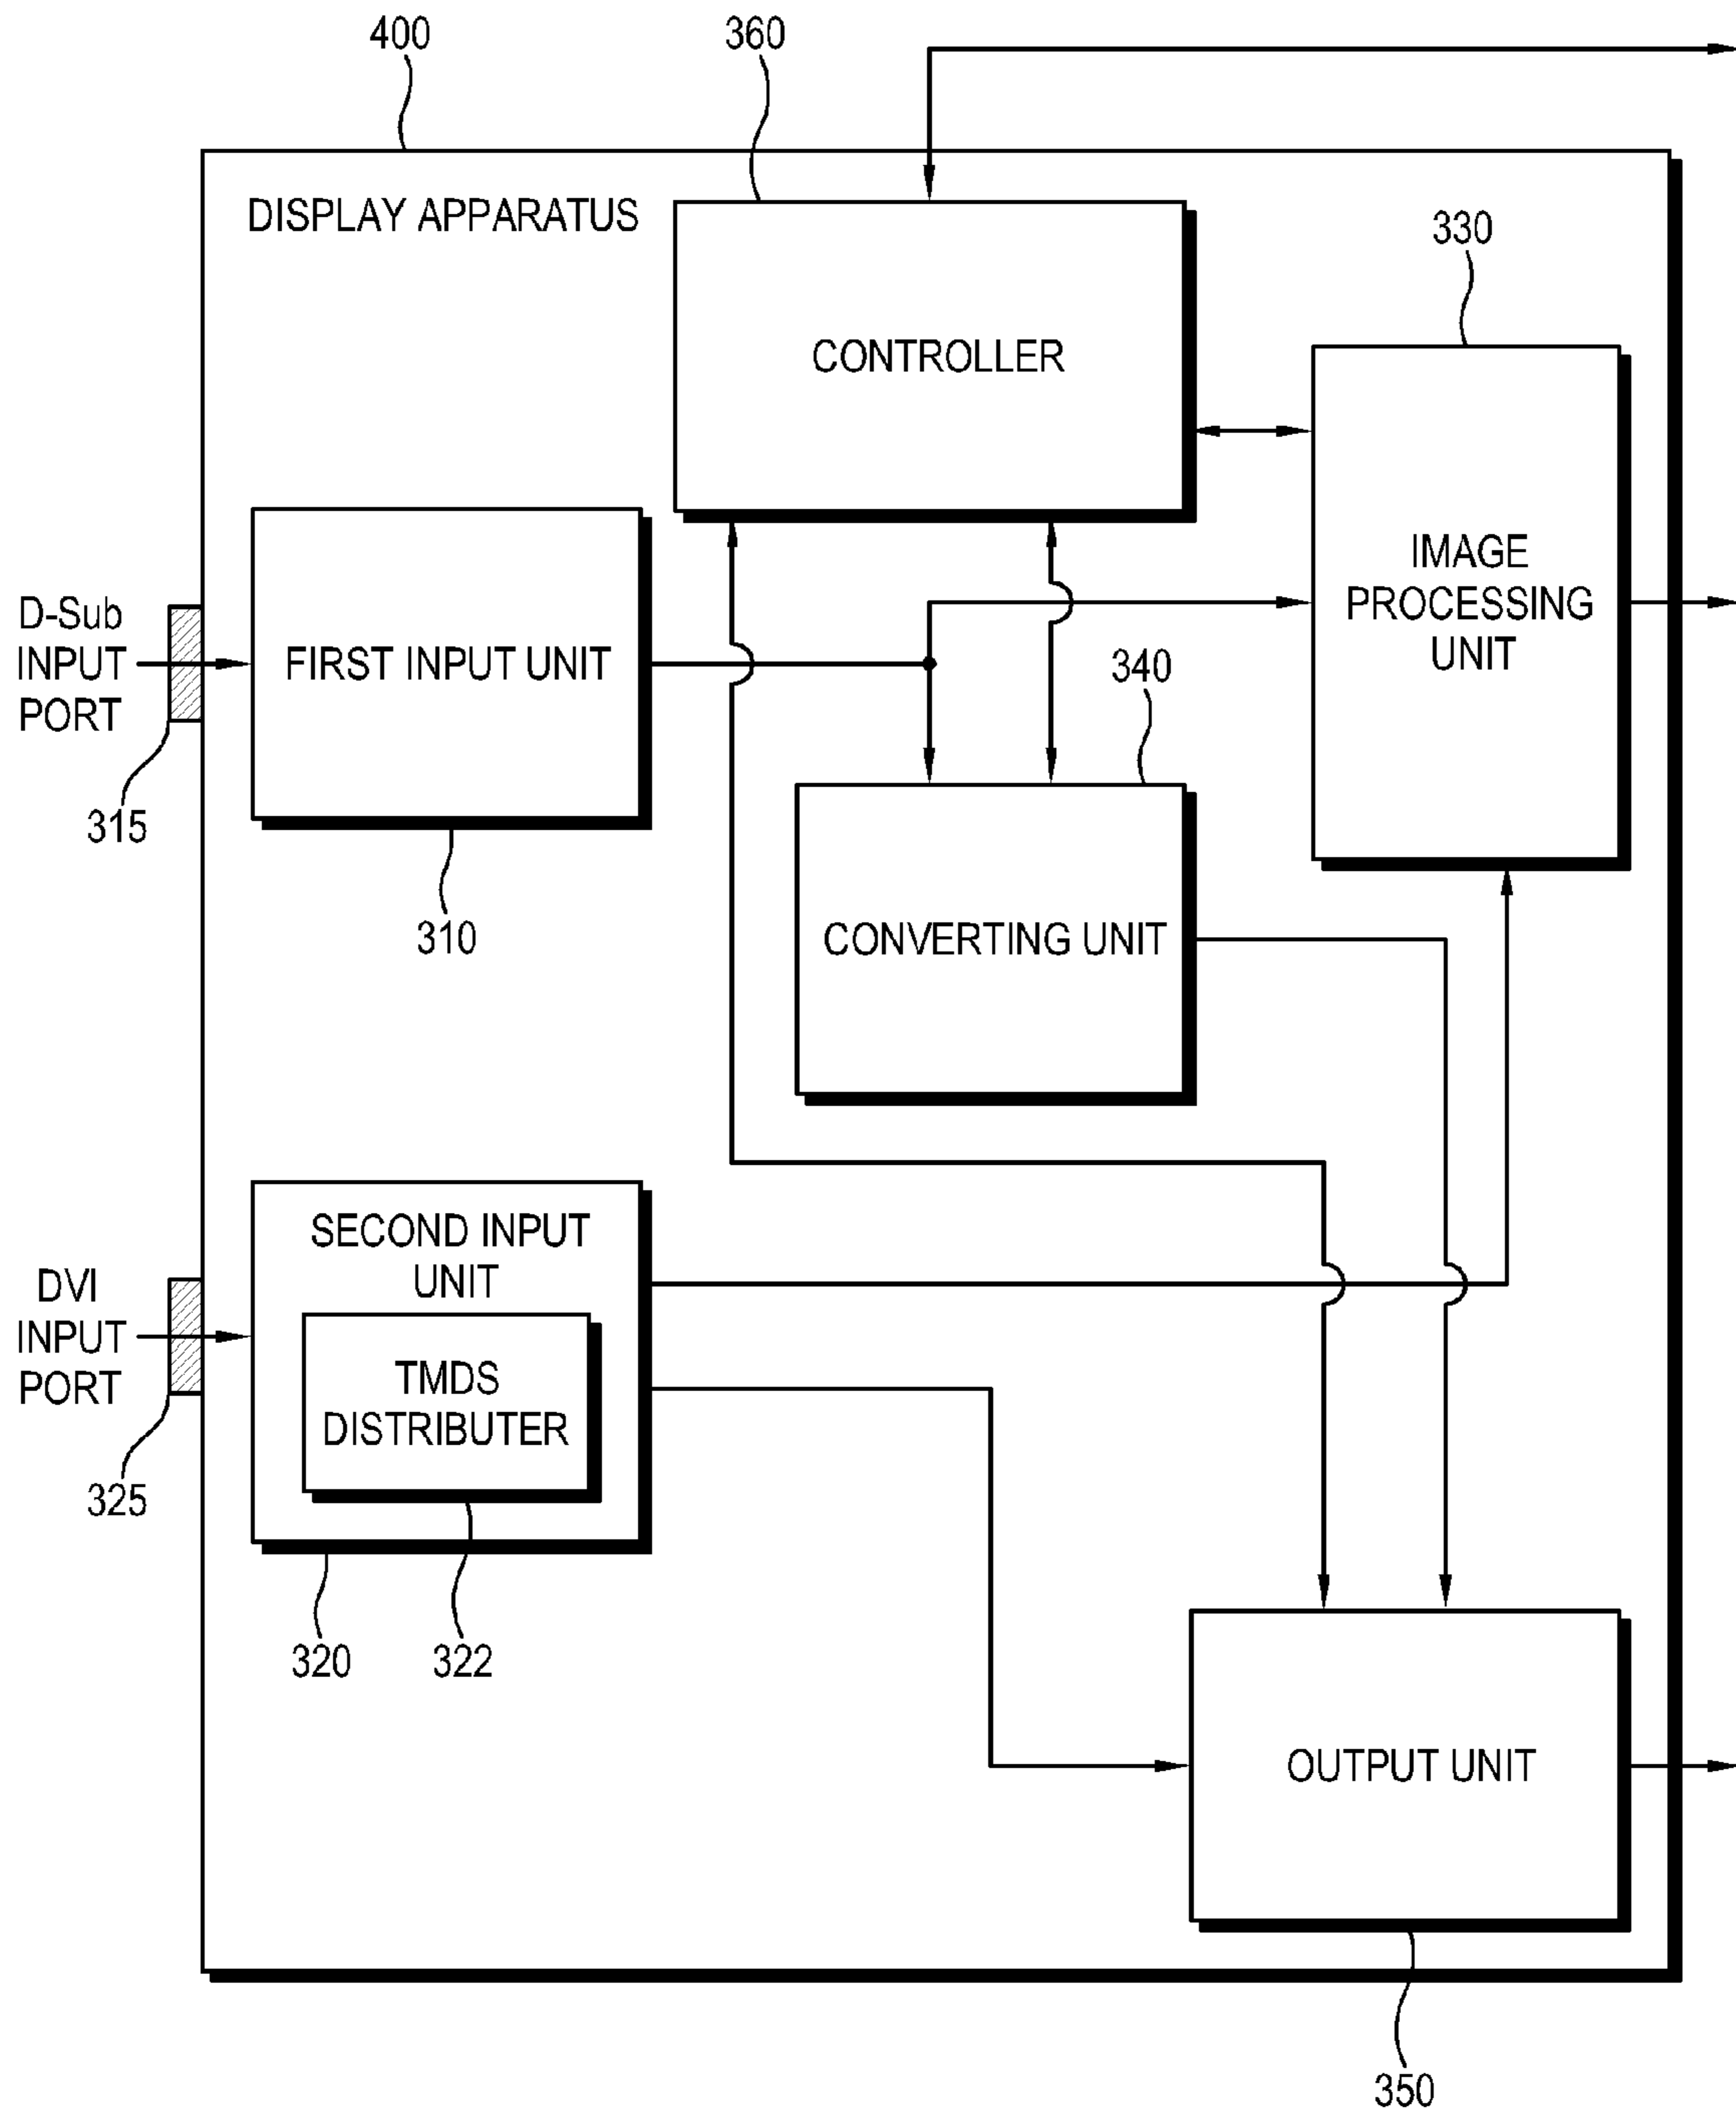 400
360
DISPLAY APPARATUS
330
CONTROLLER
D-Sub
INPUT
PORT
FIRST INPUT UNIT
IMAGE
PROCESSING
UNIT
340
315
310
CONVERTING UNIT
SECOND INPUT
UNIT
DVI
INPUT
PORT
TMDS
DISTRIBUTER
325
320
322
OUTPUT UNIT
350